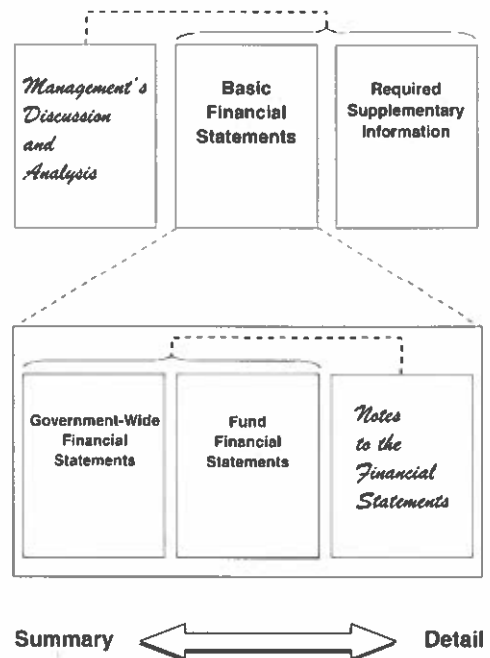 Management's
Discussion
and
Analysis
Basic
Financial
Statements
Required
Supplementary
Information
Government-Wide
Financial
Statements
Fund
Financial
Statements
Notes
to the
Financial
Statements
Summary
Detail